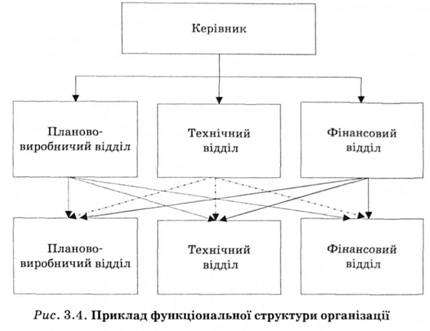 Керівник
Планово-
виробничий відділ
Технічний
відділ
Фінансовий
відділ
Планово-
виробничий відділ
Технічний
відділ
Фінансовий
відділ
Рис. 3.4. Приклад функціональної структури організації